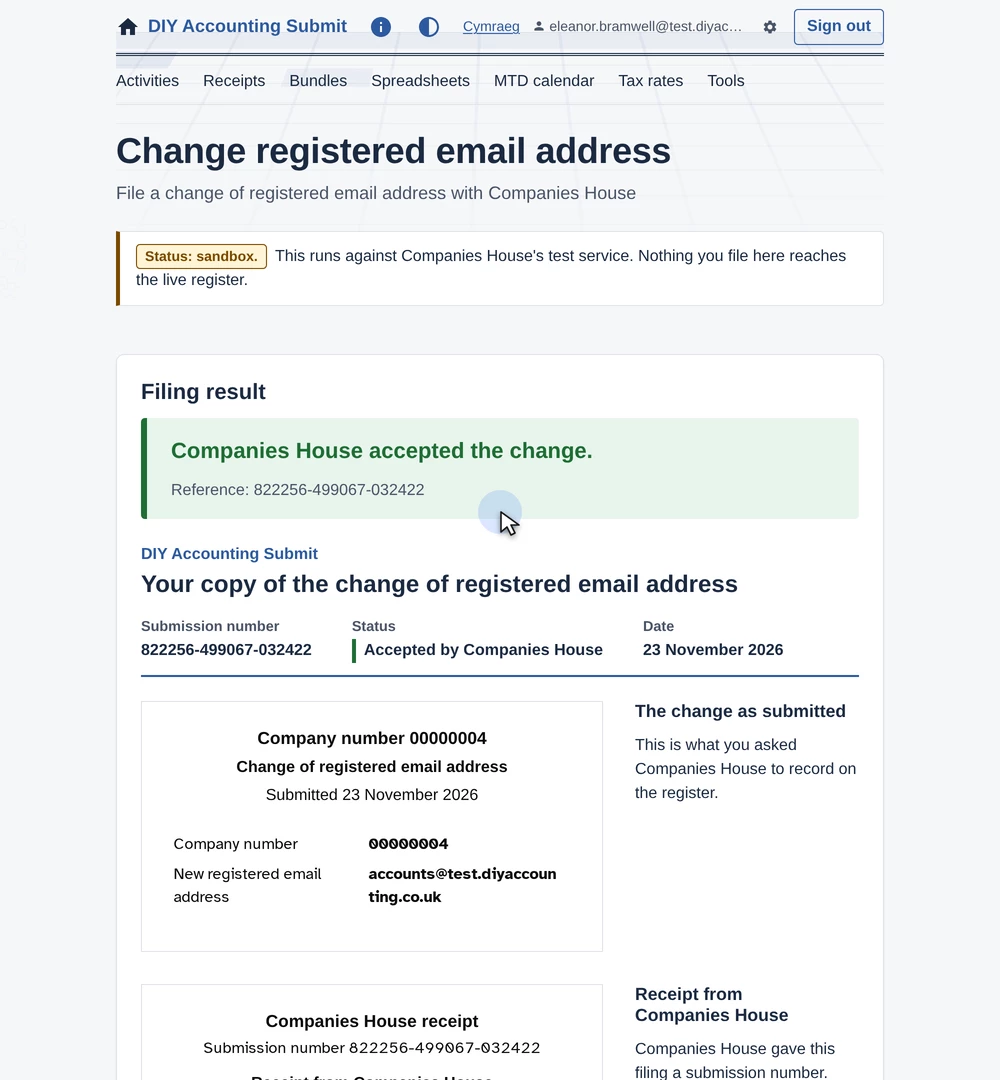 DIY Accounting Submit
Cymraeg
eleanor.bramwell@test.diyac...
Sign out
Activities
Receipts
Bundles
Spreadsheets
MTD calendar
Tax rates
Tools
Change registered email address
File a change of registered email address with Companies House
Status: sandbox. This runs against Companies House's test service. Nothing you file here reaches
the live register.
Filing result
Companies House accepted the change.
Reference: 822256-499067-032422
DIY Accounting Submit
Your copy of the change of registered email address
Submission number
822256-499067-032422
Status
Accepted by Companies House
Date
23 November 2026
Company number 00000004
Change of registered email address
Submitted 23 November 2026
Company number
00000004
New registered email
address
accounts@test.diyaccoun
ting.co.uk
The change as submitted
This is what you asked
Companies House to record on
the register.
Companies House receipt
Submission number 822256-499067-032422
Receipt from Companies House
Receipt from
Companies House
Companies House gave this
filing a submission number.